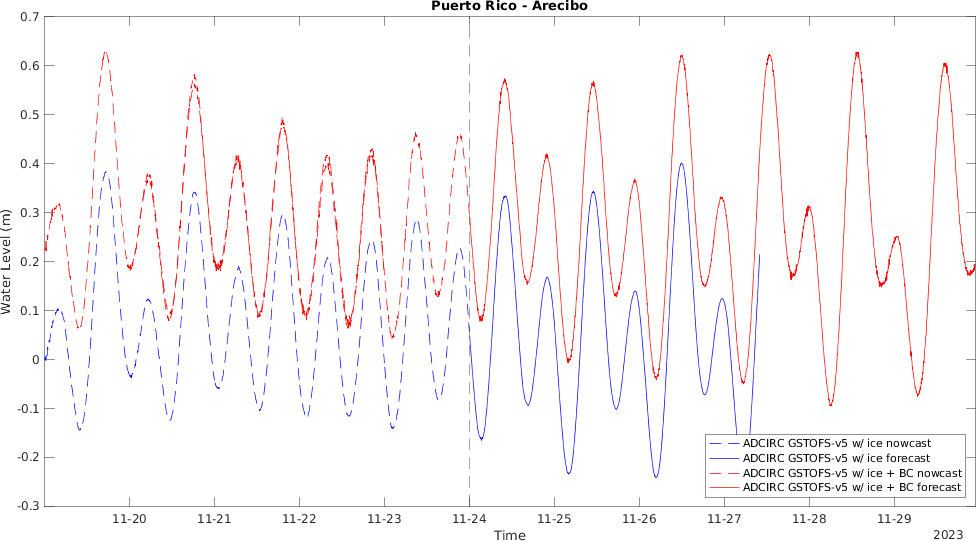 Puerto Rico - Arecibo
0.7
0.6
0.5
0.4
0.3
0.2
0.1
0
-0.1
-0.2
-0.3
Water Level (m)
ADCIRC GSTOFS-v5 w/ ice nowcast
ADCIRC GSTOFS-v5 w/ ice forecast
ADCIRC GSTOFS-v5 w/ ice + BC nowcast
ADCIRC GSTOFS-v5 w/ ice + BC forecast
11-20 11-21 11-22 11-23 11-24 11-25 11-26 11-27 11-28 11-29
Time
2023